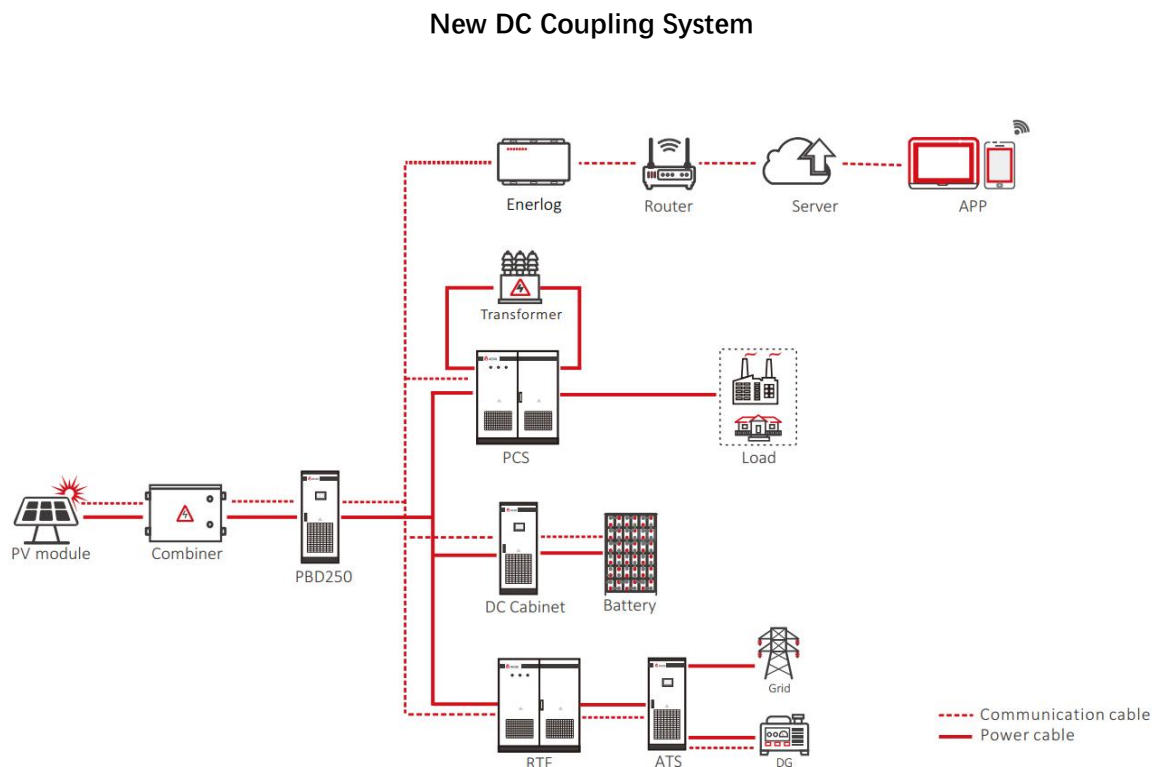 New DC Coupling System
Enerlog
Router
Server
APP
Transformer
PCS
Load
PV module
Combiner
PBD250
DC Cabinet
Battery
Grid
RTF
ATS
DG
Communication cable
Power cable